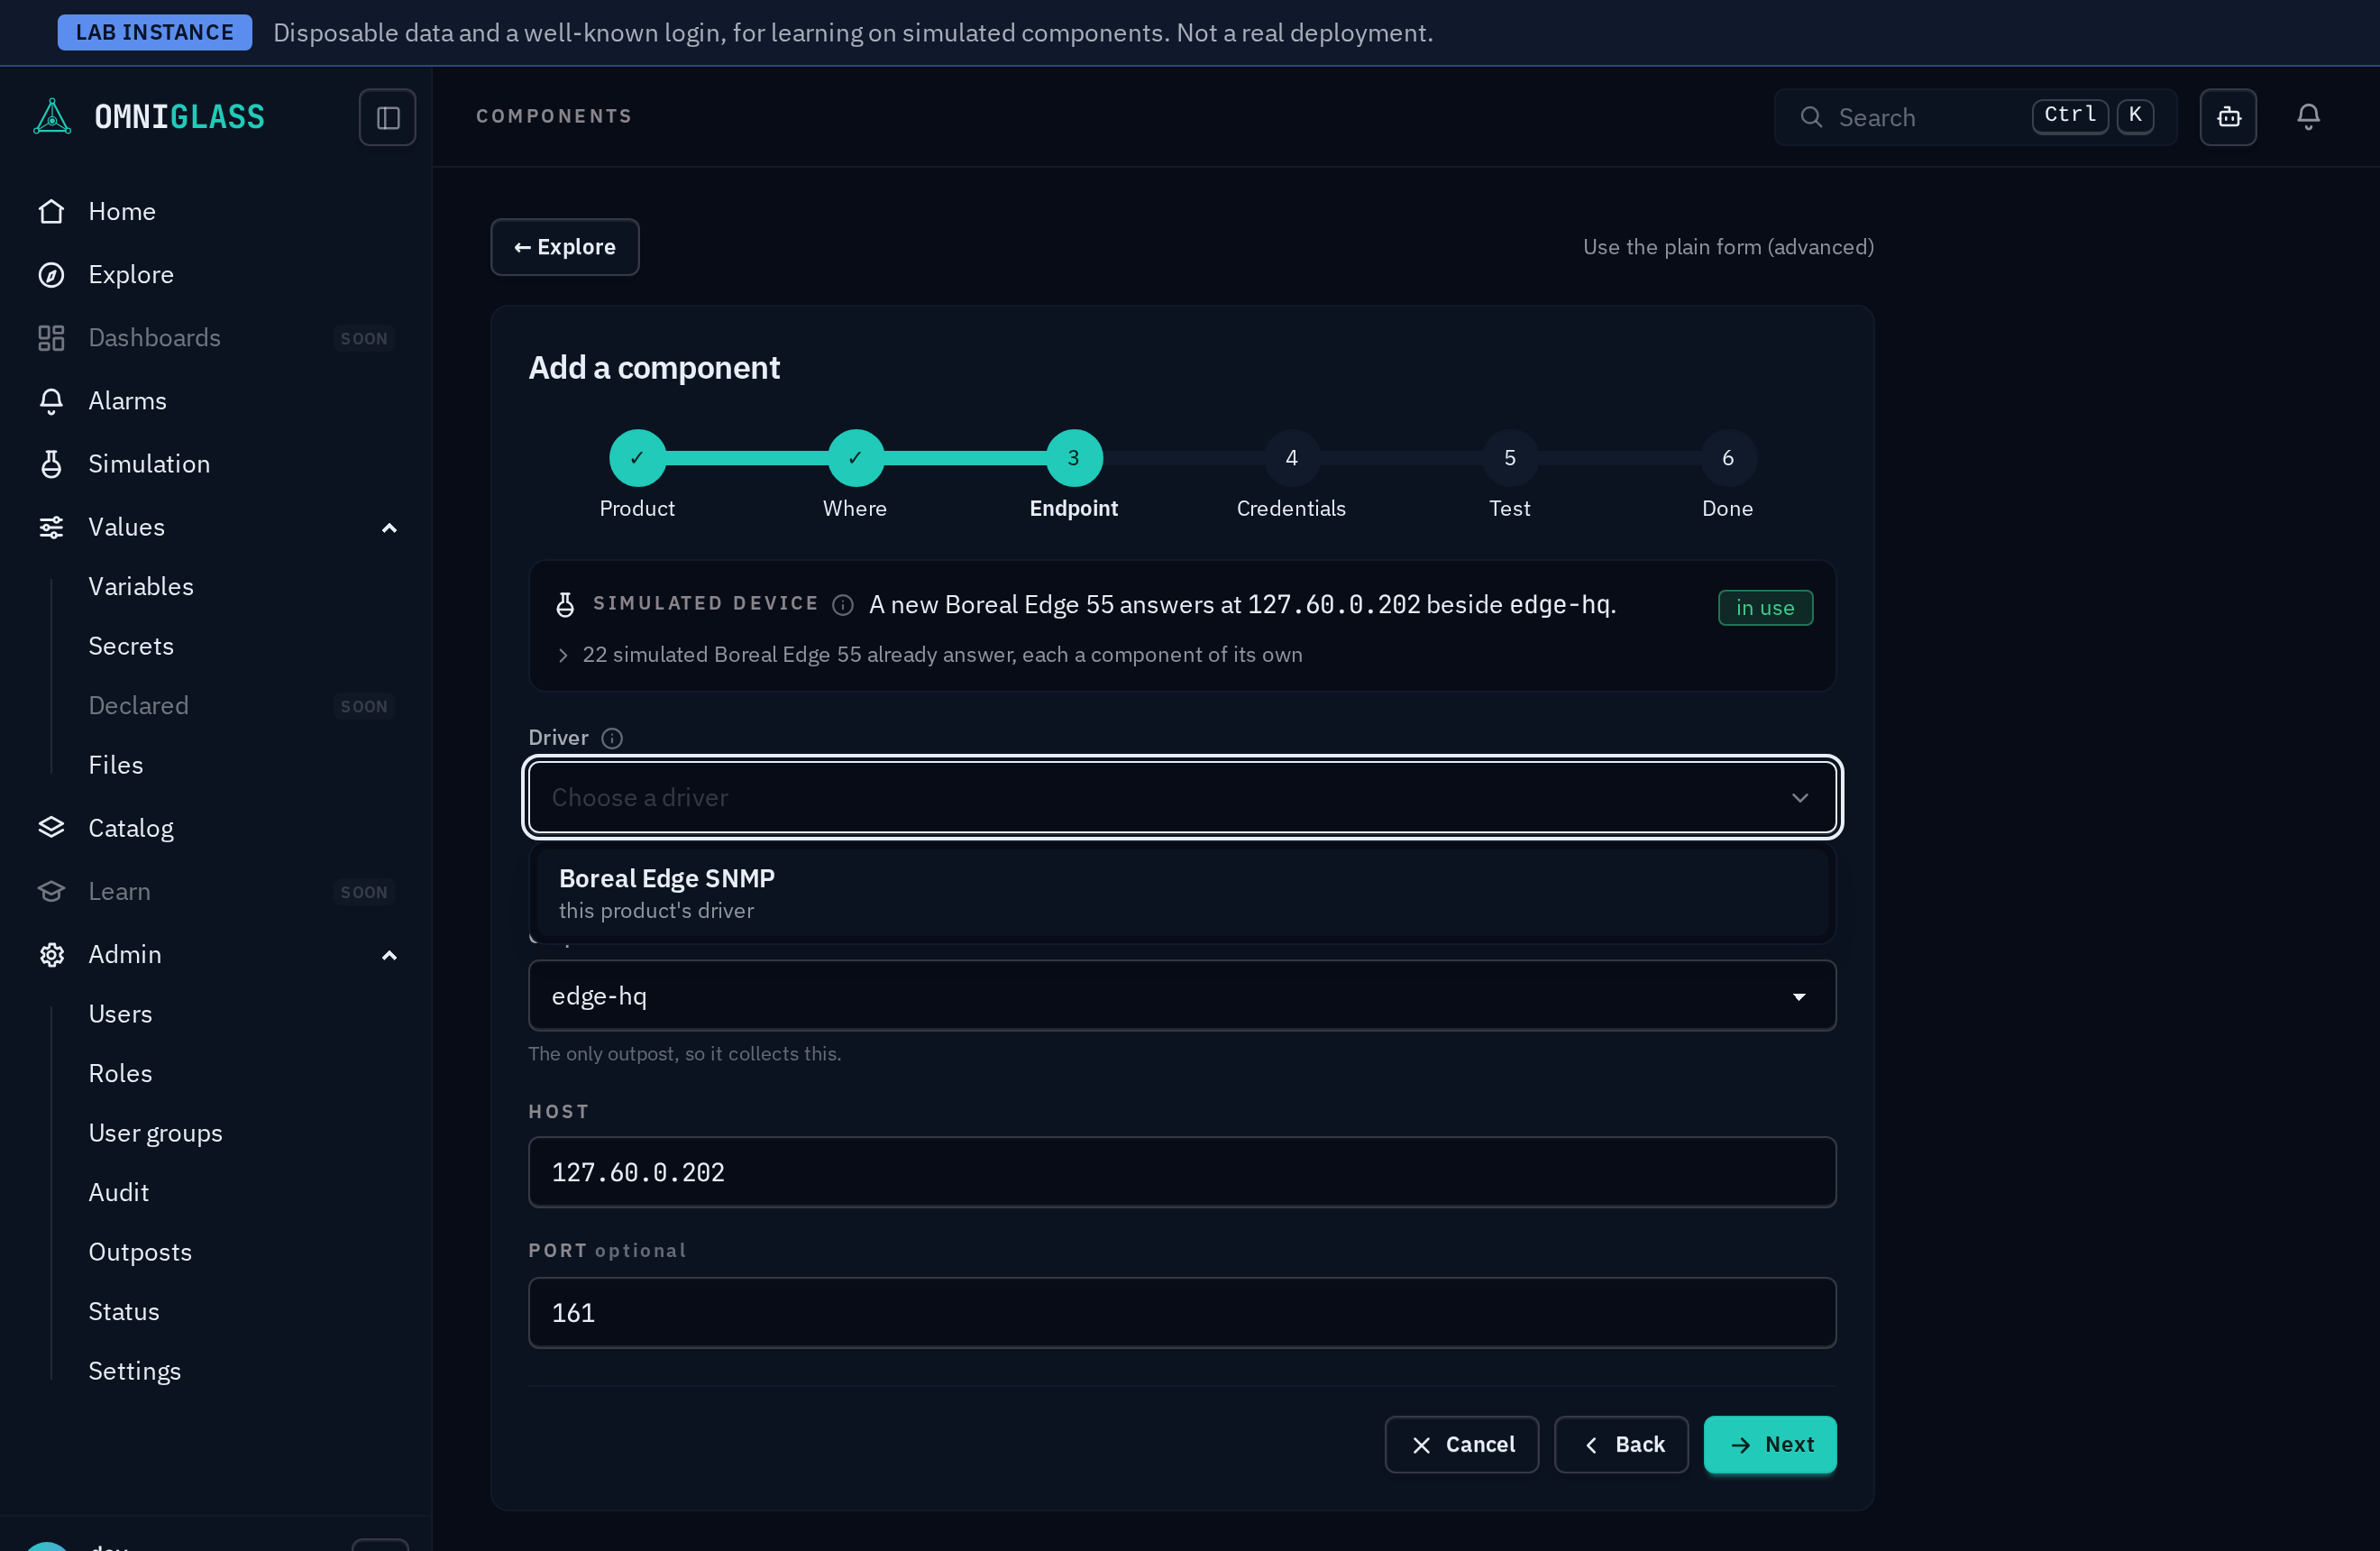 LAB INSTANCE Disposable data and a well-known login, for learning on simulated components. Not a real deployment.
OMNIGLASS
COMPONENTS
Search Ctrl K
Home
Explore
Dashboards SOON
Alarms
Simulation
Values
Variables
Secrets
Declared SOON
Files
Catalog
Learn SOON
Admin
Users
Roles
User groups
Audit
Outposts
Status
Settings
← Explore
Use the plain form (advanced)
Add a component
✓ ✓ 3 4 5 6
Product Where Endpoint Credentials Test Done
SIMULATED DEVICE A new Boreal Edge 55 answers at 127.60.0.202 beside edge-hq. in use
22 simulated Boreal Edge 55 already answer, each a component of its own
Driver
Choose a driver
Boreal Edge SNMP
this product's driver
edge-hq
The only outpost, so it collects this.
HOST
127.60.0.202
PORT optional
161
Cancel Back Next